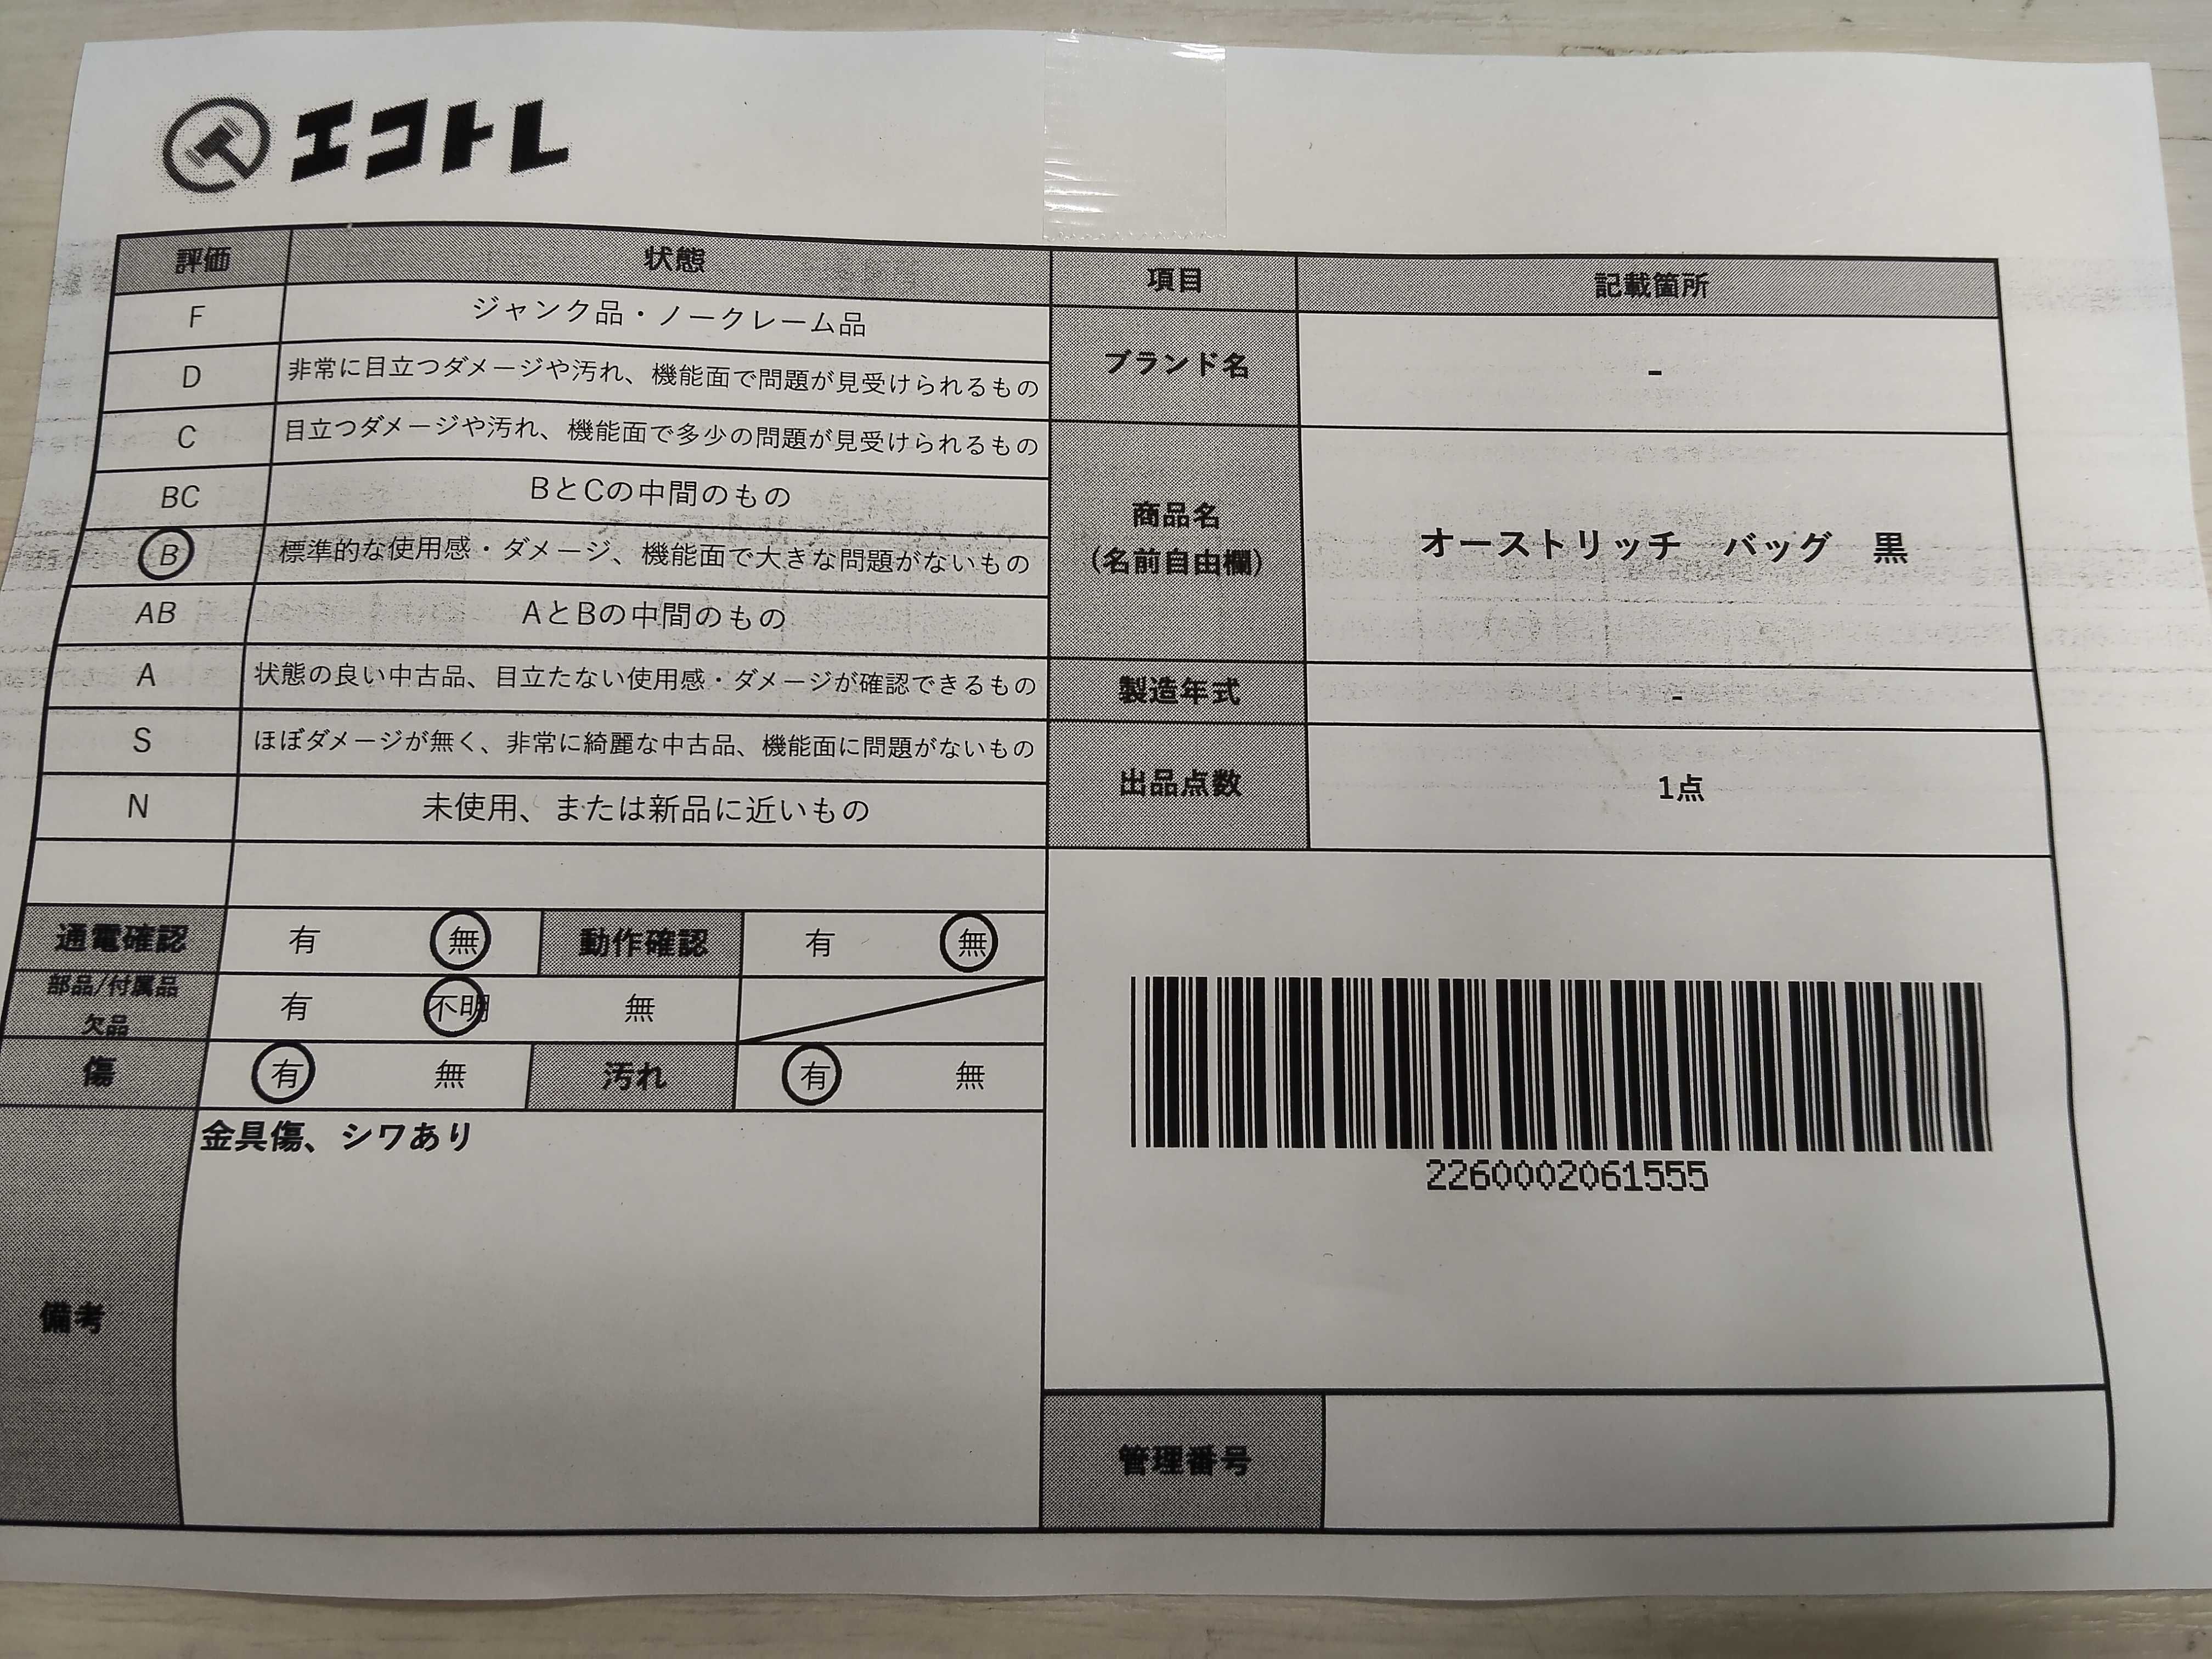 エコトレ
評価 状態
F ジャンク品・ノークレーム品
D 非常に目立つダメージや汚れ、機能面で問題が見受けられるもの
C 目立つダメージや汚れ、機能面で多少の問題が見受けられるもの
BC BとCの中間のもの
B 標準的な使用感・ダメージ、機能面で大きな問題がないもの
AB AとBの中間のもの
A 状態の良い中古品、目立たない使用感・ダメージが確認できるもの
S ほぼダメージが無く、非常に綺麗な中古品、機能面に問題がないもの
N 未使用、または新品に近いもの
通電確認 有 無 動作確認 有 無
部品/付属品
欠品 有 不明 無
傷 有 無 汚れ 有 無
備考 金具傷、シワあり
項目 記載箇所
ブランド名 -
商品名
(名前自由欄) オーストリッチ バッグ 黒
製造年式 -
出品点数 1点
2260002061555
管理番号